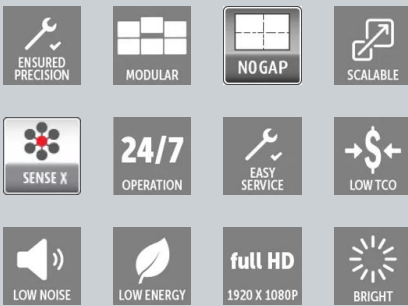 ENSURED
PRECISION
MODULAR
NO GAP
SCALABLE
SENSE X
24/7
OPERATION
EASY
SERVICE
LOW TCO
LOW NOISE
LOW ENERGY
full HD
1920 X 1080P
BRIGHT